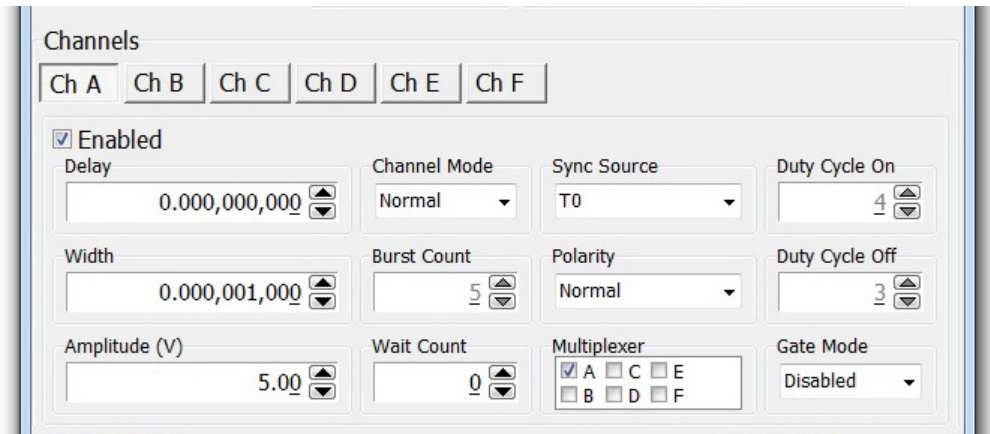 Channels
Ch A Ch B Ch C Ch D Ch E Ch F
Enabled
Delay Channel Mode Sync Source Duty Cycle On
0.000,000,000 Normal T0 4
Width Burst Count Polarity Duty Cycle Off
0.000,001,000 5 Normal 3
Amplitude (V) Wait Count Multiplexer Gate Mode
5.00 0 A C E Disabled
B D F